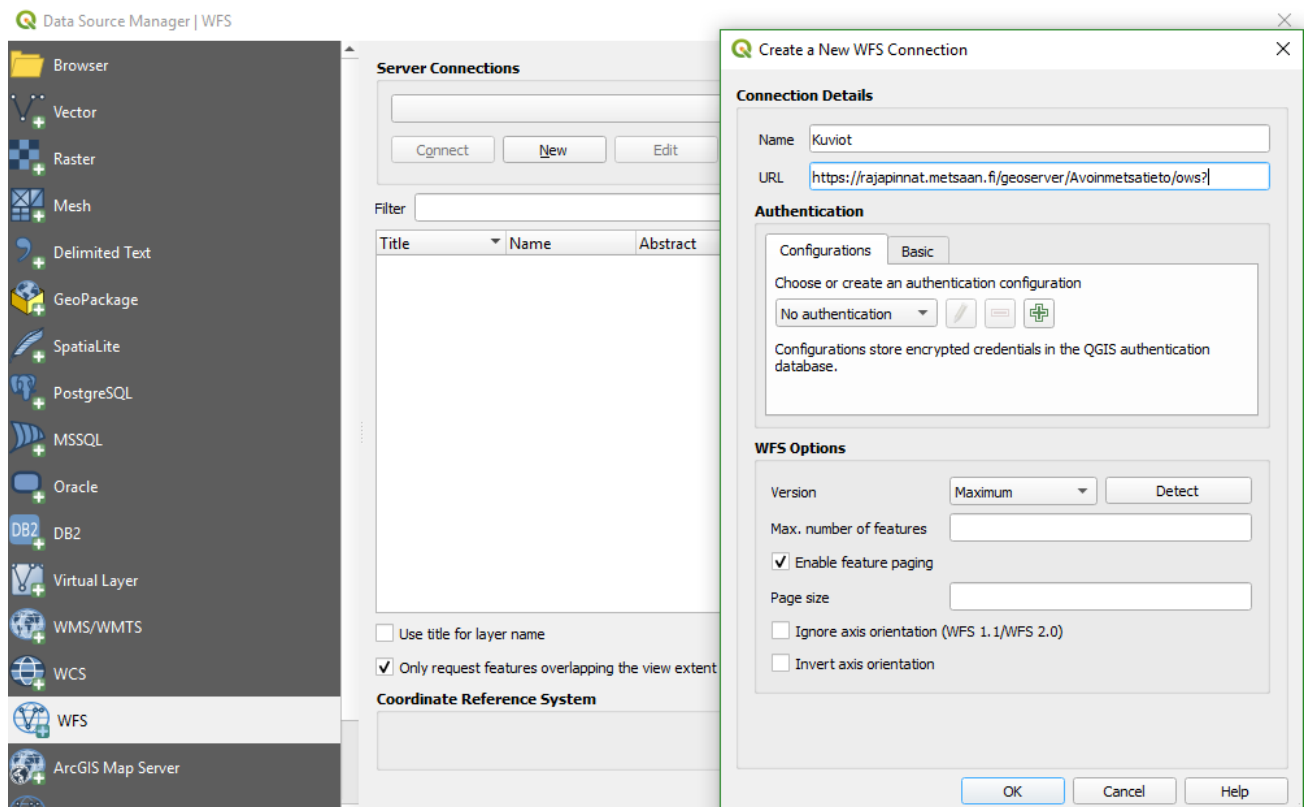 Data Source Manager | WFS
Browser
Vector
Raster
Mesh
Delimited Text
GeoPackage
SpatiaLite
PostgreSQL
MSSQL
Oracle
DB2
DB2
Virtual Layer
WMS/WMTS
WCS
WFS
ArcGIS Map Server
Server Connections
Connect New Edit
Filter
Title Name Abstract
Use title for layer name
Only request features overlapping the view extent
Coordinate Reference System
Create a New WFS Connection
Connection Details
Name Kuviot
URL https://rajapinnat.metsaan.fi/geoserver/Avoinmetsatieto/ows?
Authentication
Configurations Basic
Choose or create an authentication configuration
No authentication
Configurations store encrypted credentials in the QGIS authentication
database.
WFS Options
Version Maximum Detect
Max. number of features
Enable feature paging
Page size
Ignore axis orientation (WFS 1.1/WFS 2.0)
Invert axis orientation
OK Cancel Help